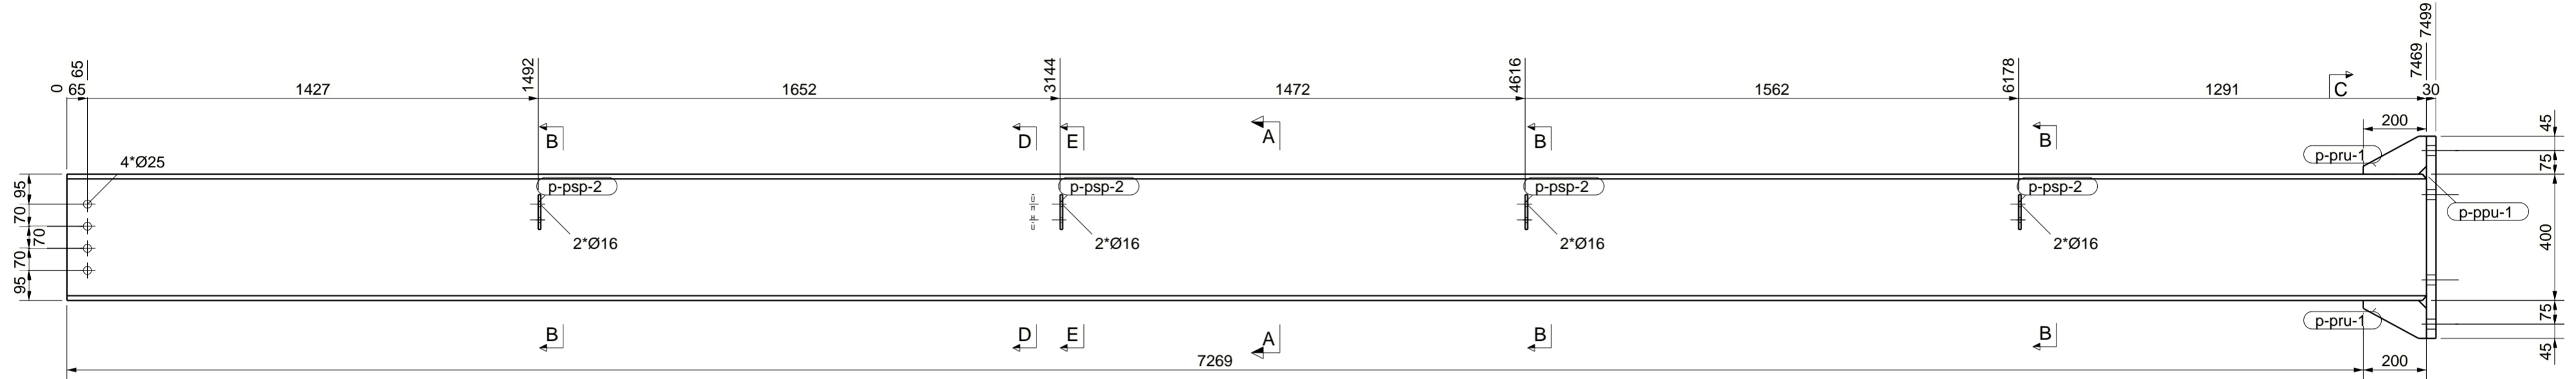 7499
7469
65
1492
3144
4616
6178
0
65
1427
1652
1472
1562
1291
C
30
200
45
B
D
E
A
B
B
4*Ø25
p-pru-1
75
95
p-psp-2
p-psp-2
p-psp-2
p-psp-2
70
p-ppu-1
70
2*Ø16
2*Ø16
2*Ø16
2*Ø16
400
70
95
75
p-pru-1
B
D
E
A
B
B
45
7269
200